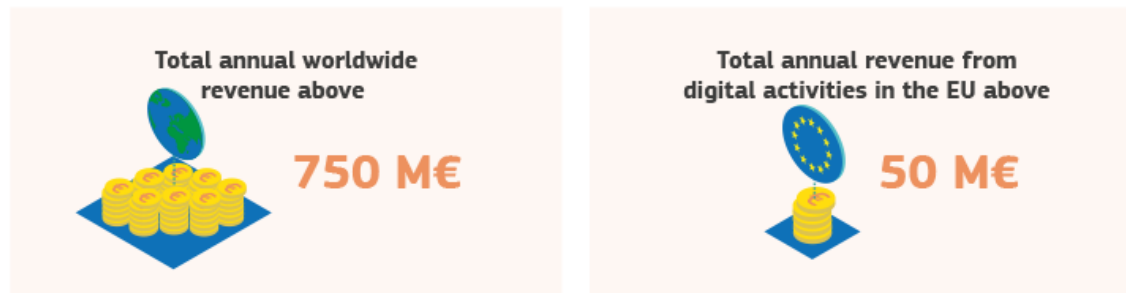 Total annual worldwide
revenue above
750 M€
Total annual revenue from
digital activities in the EU above
50 M€